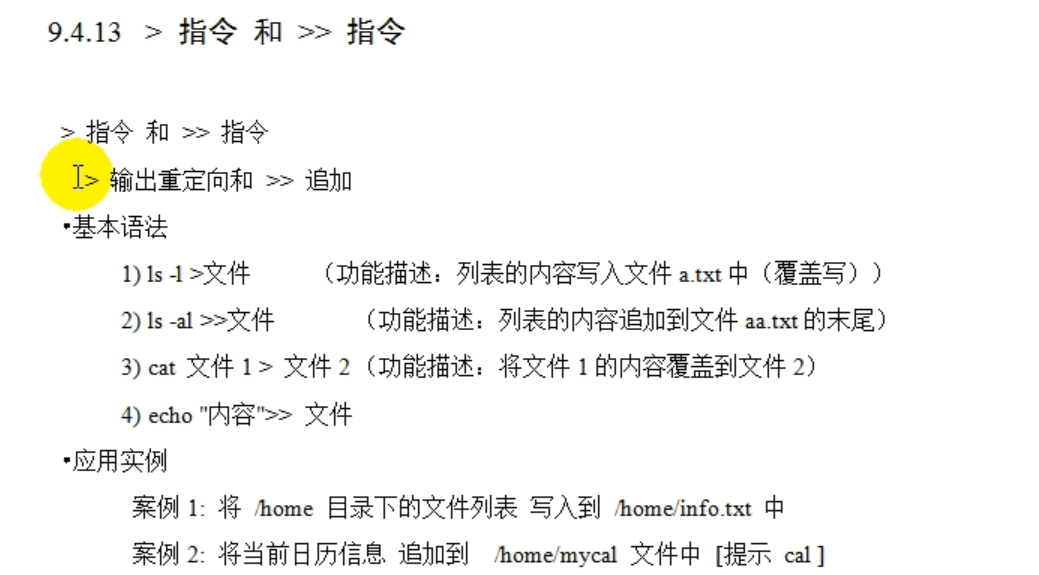 9.4.13 > 指令 和 >> 指令
> 指令 和 >> 指令
> 输出重定向和 >> 追加
•基本语法
1) ls -l >文件 （功能描述：列表的内容写入文件 a.txt 中（覆盖写））
2) ls -al >>文件 （功能描述：列表的内容追加到文件 aa.txt 的末尾）
3) cat 文件 1 > 文件 2（功能描述：将文件 1 的内容覆盖到文件 2）
4) echo "内容">> 文件
•应用实例
案例 1: 将 /home 目录下的文件列表 写入到 /home/info.txt 中
案例 2: 将当前日历信息 追加到 /home/mycal 文件中 [提示 cal ]